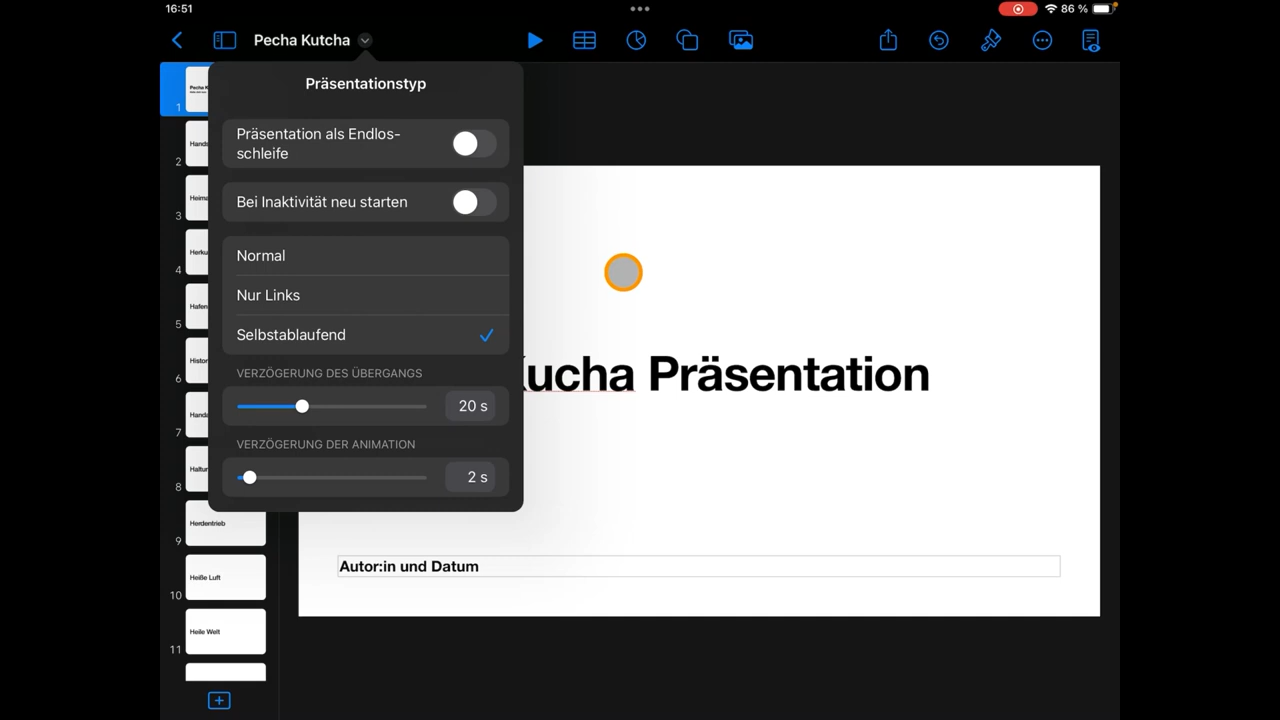 16:51
86 %
Pecha Kutcha
Präsentationstyp
Präsentation als Endlos-
schleife
Bei Inaktivität neu starten
Normal
Nur Links
Selbstablaufend
VERZÖGERUNG DES ÜBERGANGS
20 s
VERZÖGERUNG DER ANIMATION
2 s
1
2
3
4
5
6
7
8
Herdentrieb
9
Heiße Luft
10
Heile Welt
11
Kucha Präsentation
Autor:in und Datum